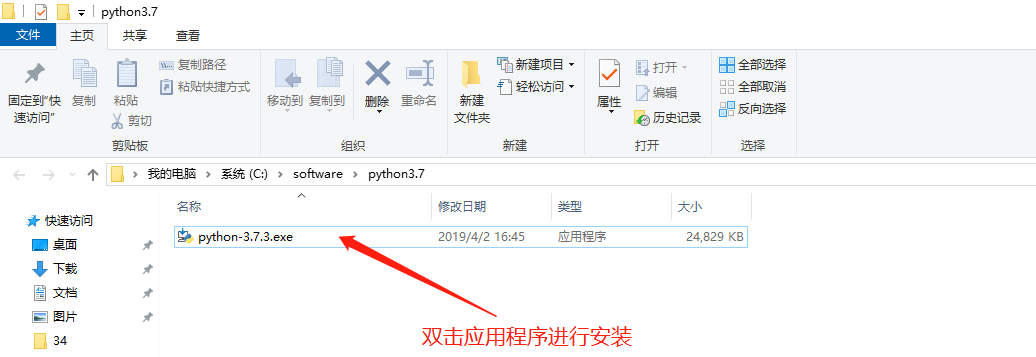 python3.7
文件 主页 共享 查看
固定到"快速访问" 复制 粘贴 复制路径 粘贴快捷方式 剪切
移动到 复制到 删除 重命名
新建文件夹 新建项目 轻松访问
属性 打开 编辑 历史记录
全部选择 全部取消 反向选择
剪贴板 组织 新建 打开 选择
我的电脑 系统 (C:) software python3.7
名称 修改日期 类型 大小
快速访问
python-3.7.3.exe 2019/4/2 16:45 应用程序 24,829 KB
桌面
下载
文档
图片
34
双击应用程序进行安装